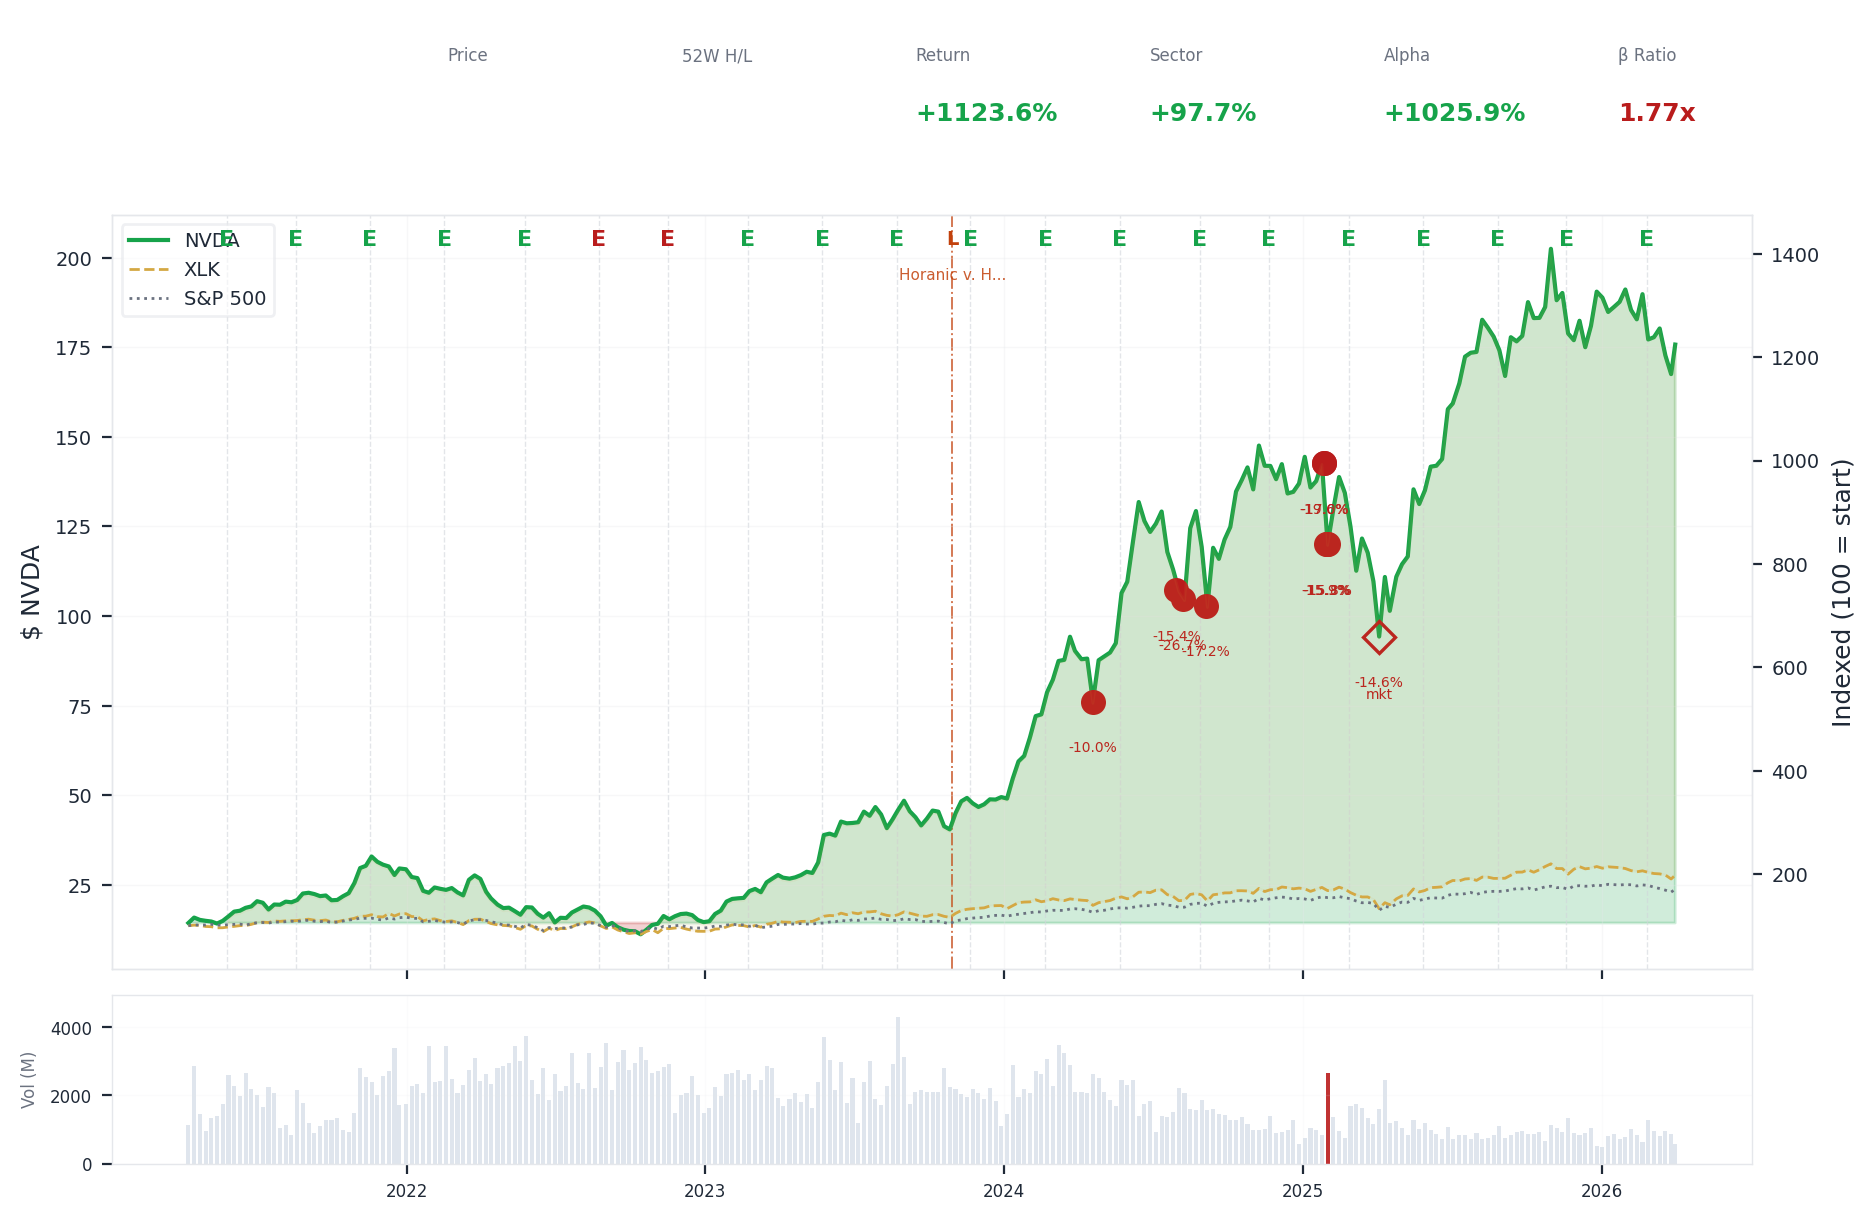 Price 52W H/L Return Sector Alpha β Ratio
+1123.6% +97.7% +1025.9% 1.77x
NVDA
XLK
S&P 500
E E E E E E E E E E L E E E E E E E E E E
Horanic v. H...
$ NVDA
200
175
150
125
100
75
50
25
Indexed (100 = start)
1400
1200
1000
800
600
400
200
-10.0%
-15.4%
-26.7%
-17.2%
-14.6%
mkt
Vol (M)
4000
2000
0
2022 2023 2024 2025 2026